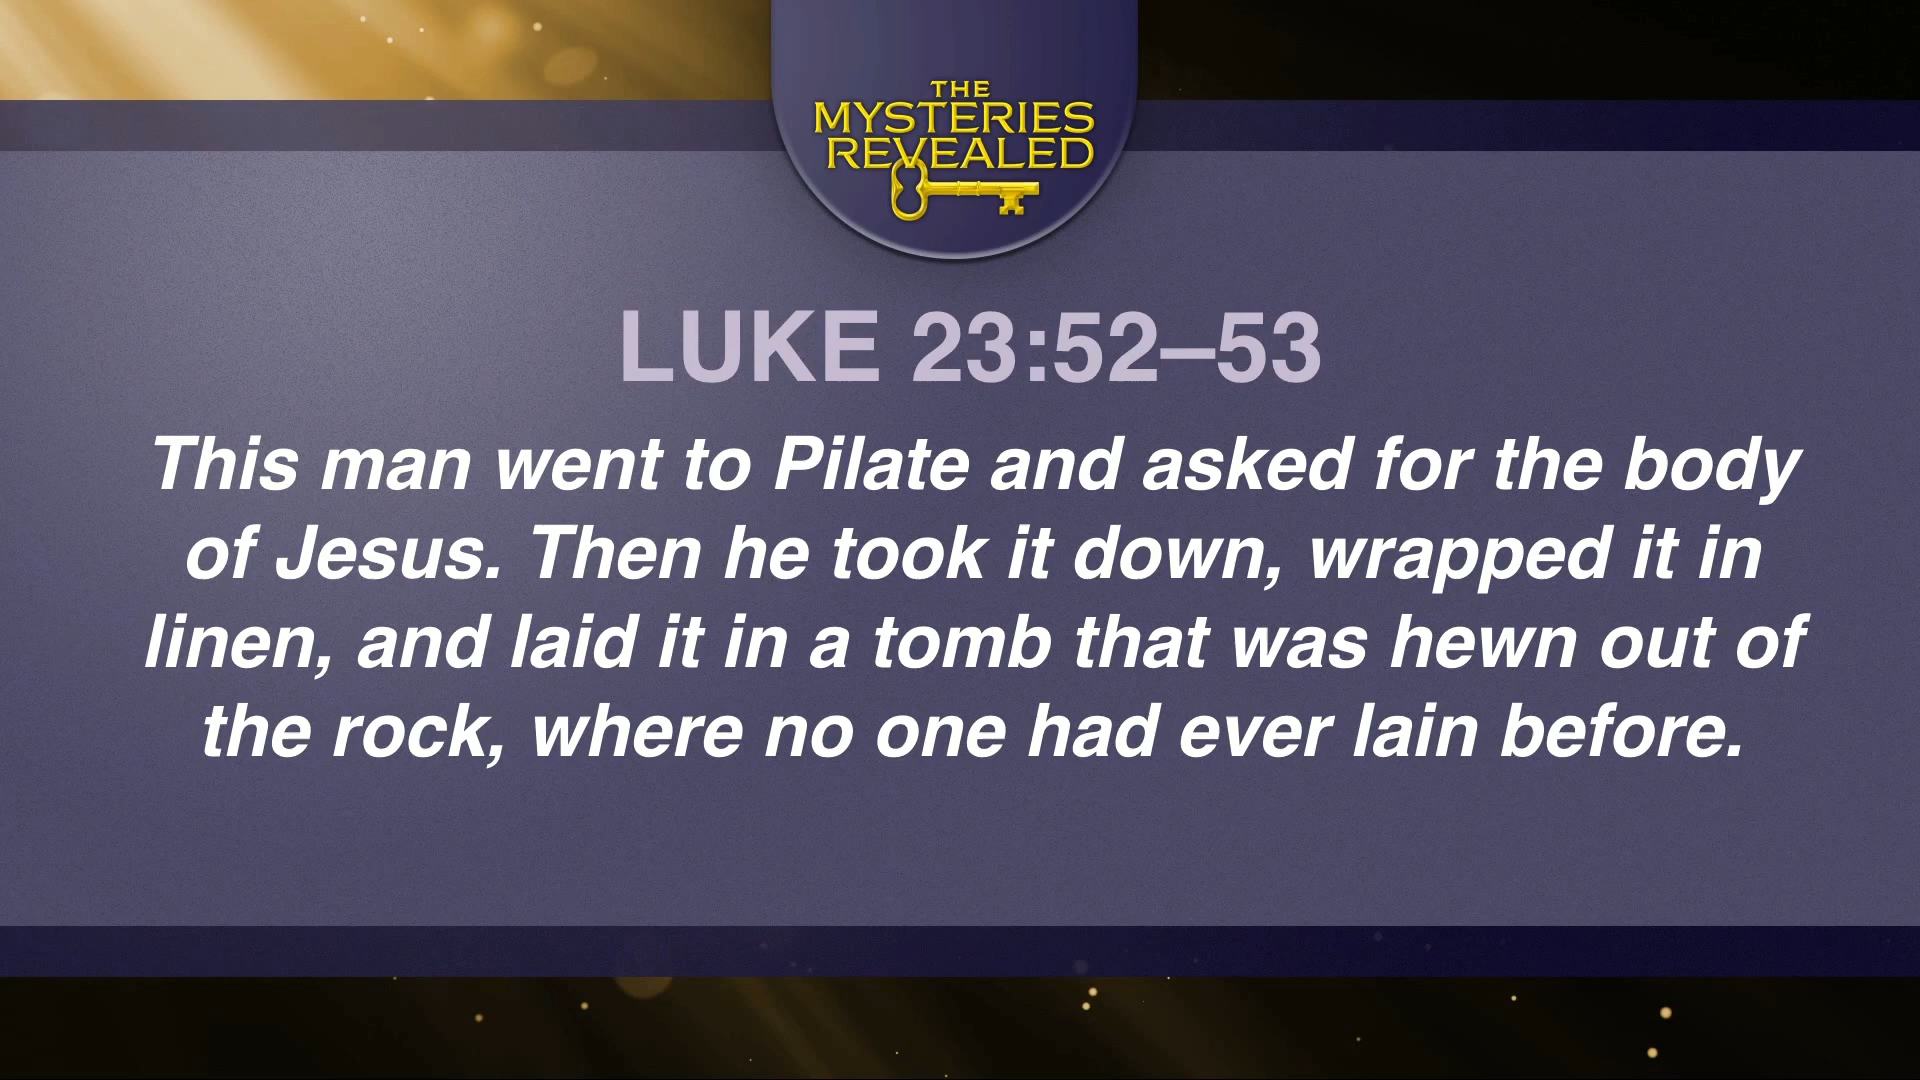 THE
MYSTERIES
REVEALED
LUKE 23:52–53
This man went to Pilate and asked for the body
of Jesus. Then he took it down, wrapped it in
linen, and laid it in a tomb that was hewn out of
the rock, where no one had ever lain before.